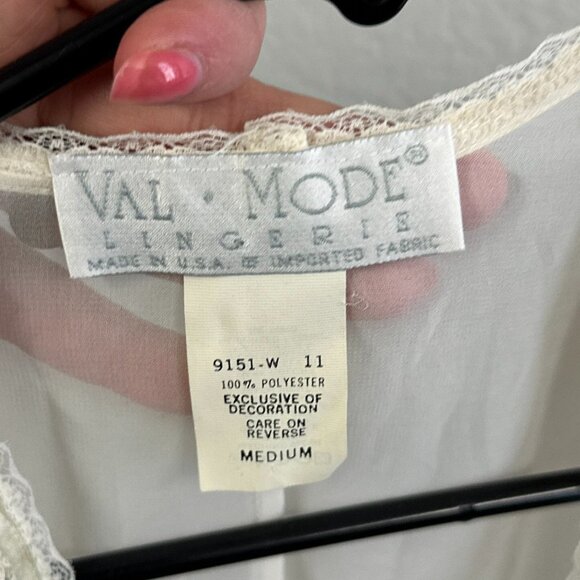 VAL · MODE®
LINGERIE
MADE IN U.S.A. OF IMPORTED FABRIC
9151-W 11
100% POLYESTER
EXCLUSIVE OF
DECORATION
CARE ON
REVERSE
MEDIUM